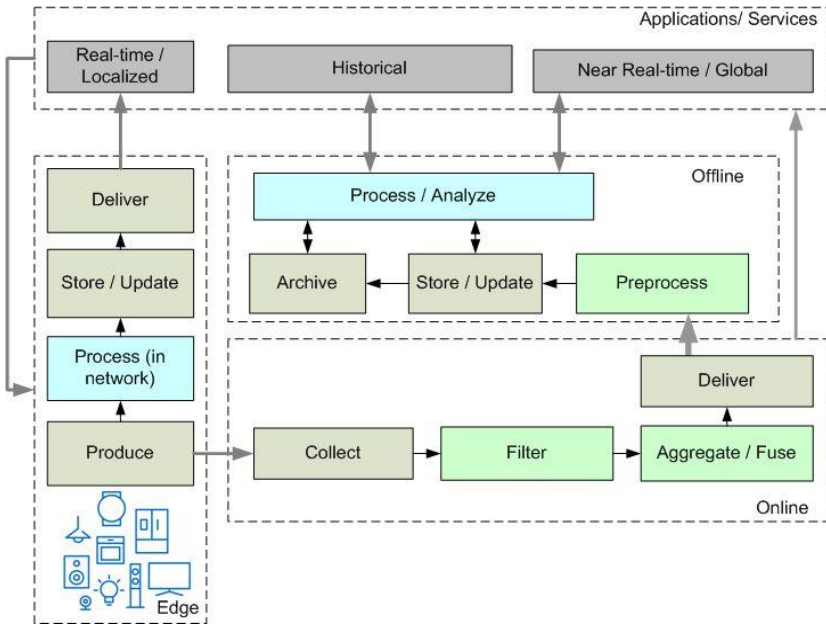 Applications/ Services
Real-time /
Localized
Historical
Near Real-time / Global
Deliver
Store / Update
Process (in
network)
Produce
Edge
Offline
Process / Analyze
Archive
Store / Update
Preprocess
Deliver
Collect
Filter
Aggregate / Fuse
Online